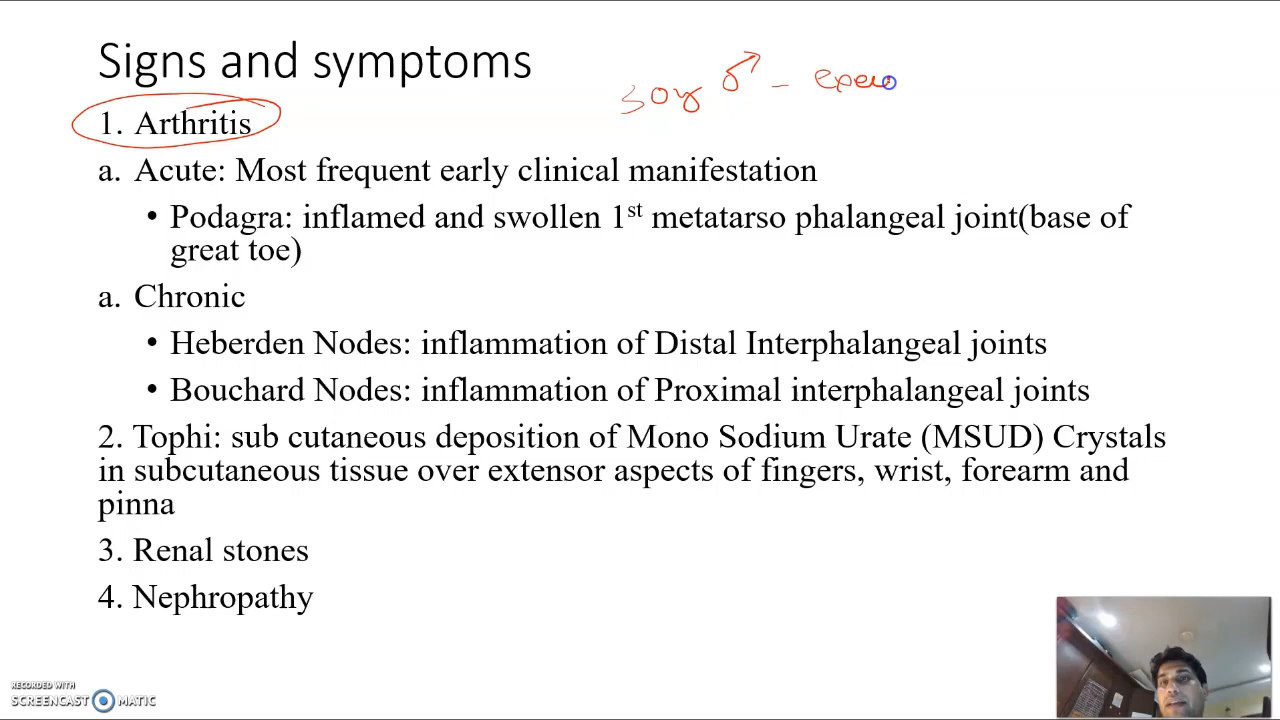 Signs and symptoms
30y ♂ -
1. Arthritis
a. Acute: Most frequent early clinical manifestation
• Podagra: inflamed and swollen 1st metatarso phalangeal joint(base of
great toe)
a. Chronic
• Heberden Nodes: inflammation of Distal Interphalangeal joints
• Bouchard Nodes: inflammation of Proximal interphalangeal joints
2. Tophi: sub cutaneous deposition of Mono Sodium Urate (MSUD) Crystals
in subcutaneous tissue over extensor aspects of fingers, wrist, forearm and
pinna
3. Renal stones
4. Nephropathy
RECORDED WITH
SCREENCAST MATIC